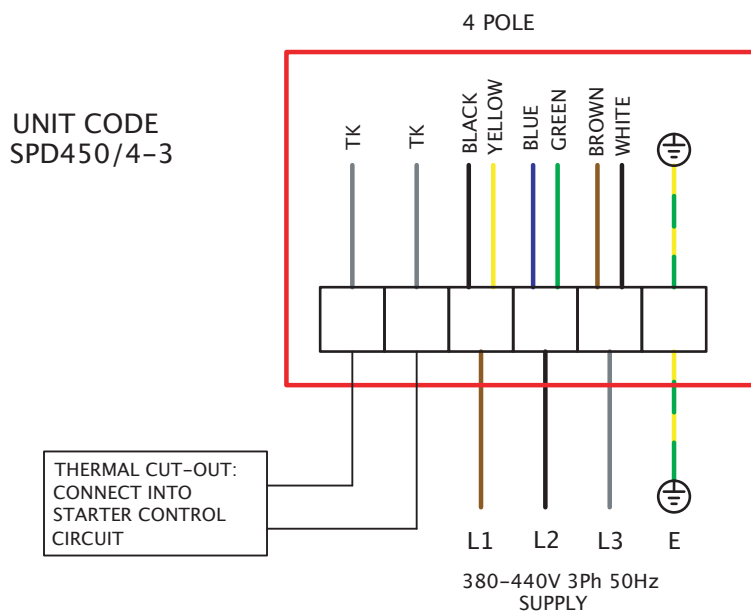 4 POLE
UNIT CODE
SPD450/4-3
TK
TK
BLACK
YELLOW
BLUE
GREEN
BROWN
WHITE
THERMAL CUT-OUT:
CONNECT INTO
STARTER CONTROL
CIRCUIT
L1
L2
L3
E
380-440V 3Ph 50Hz
SUPPLY